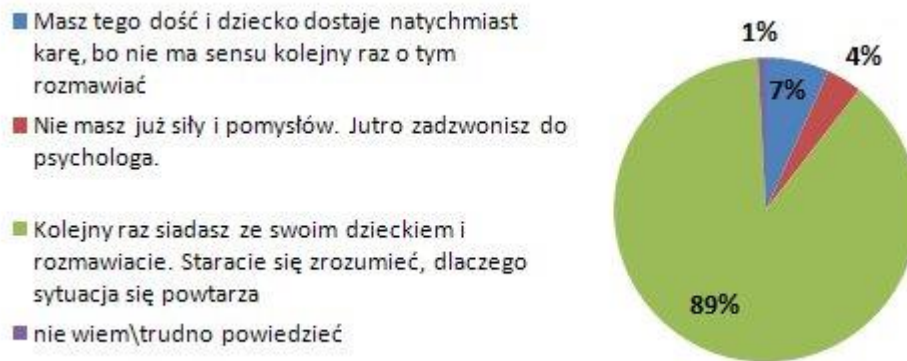 Masz tego dość i dziecko dostaje natychmiast
karę, bo nie ma sensu kolejny raz o tym
rozmawiać
Nie masz już siły i pomysłów. Jutro zadzwonisz do
psychologa.
Kolejny raz siadasz ze swoim dzieckiem i
rozmawiacie. Staracie się zrozumieć, dlaczego
sytuacja się powtarza
nie wiem\trudno powiedzieć
1%
4%
7%
89%